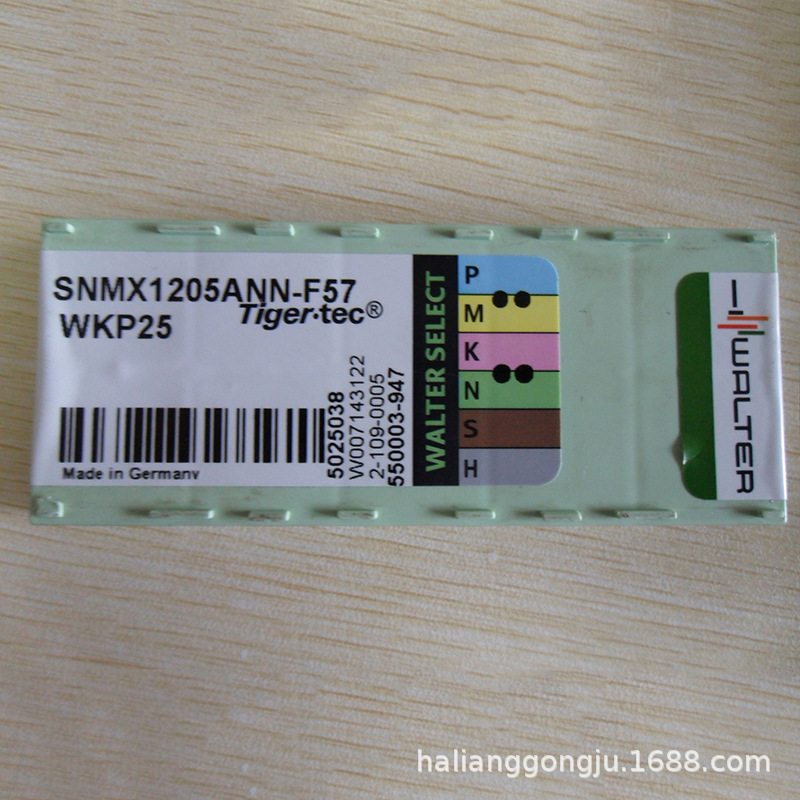 SNMX1205ANN-F57
Tiger·tec®
WKP25
Made in Germany
5025038
W007143122
2-109-0005
550003-947
WALTER SELECT
P
M
K
N
S
H
WALTER
halianggongju.1688.com